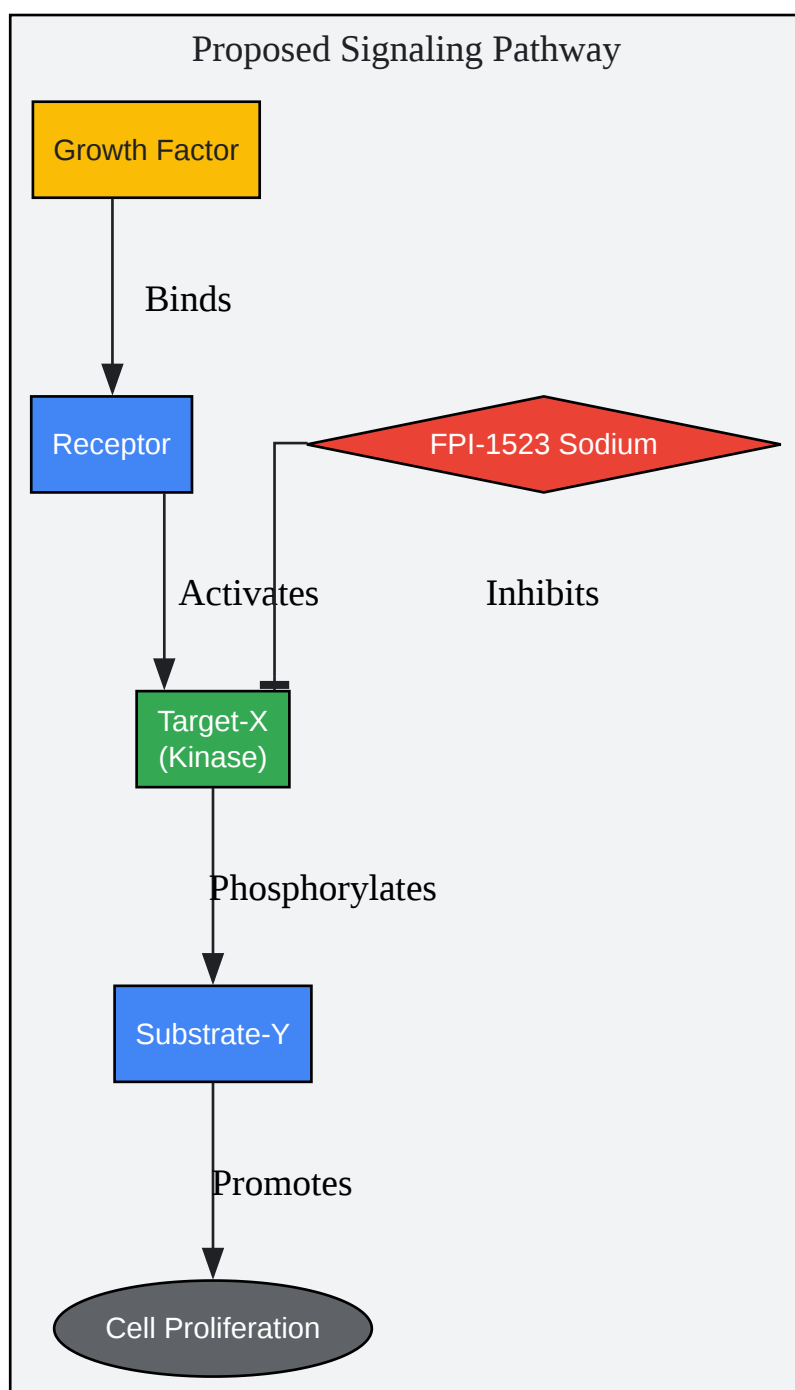 Proposed Signaling Pathway
Growth Factor
Binds
Receptor
FPI-1523 Sodium
Activates
Inhibits
Target-X
(Kinase)
Phosphorylates
Substrate-Y
Promotes
Cell Proliferation